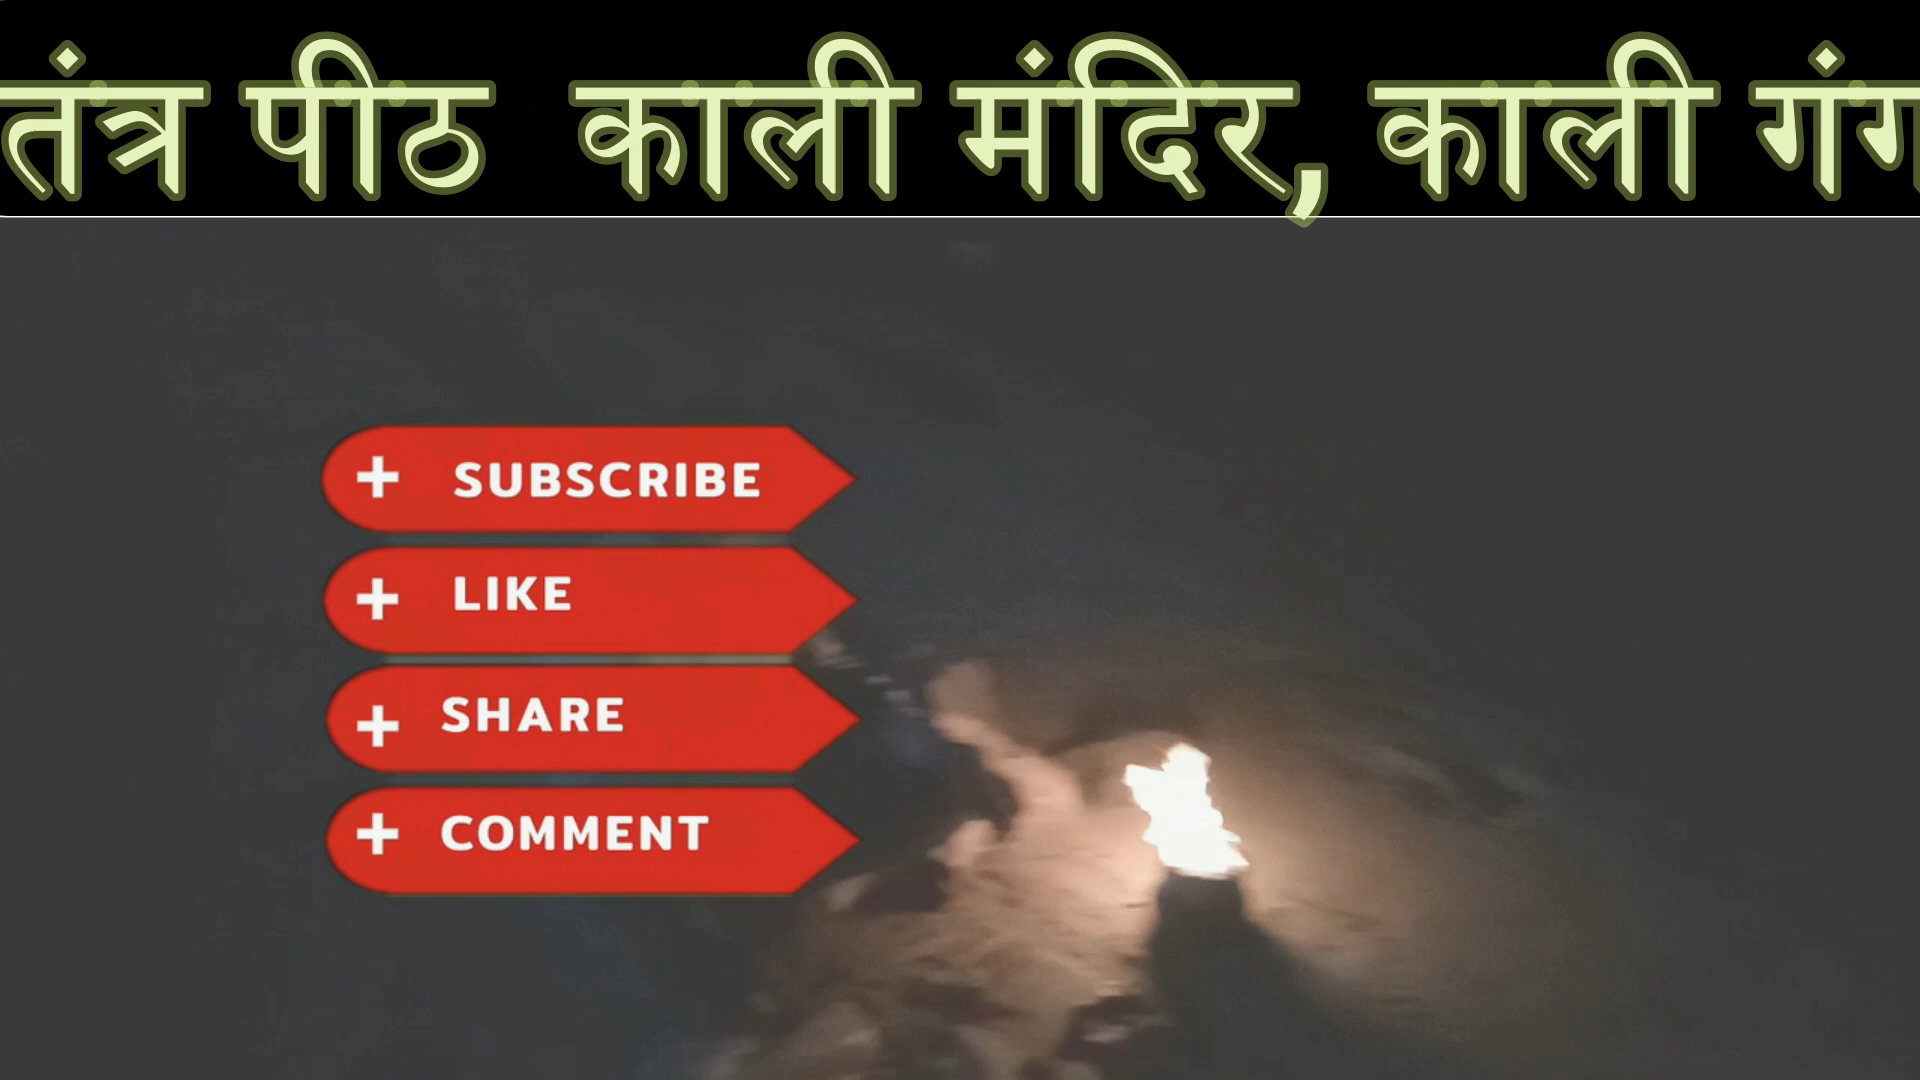 तंत्र पीठ काली मंदिर, काली गंग
+ SUBSCRIBE
+ LIKE
+ SHARE
+ COMMENT